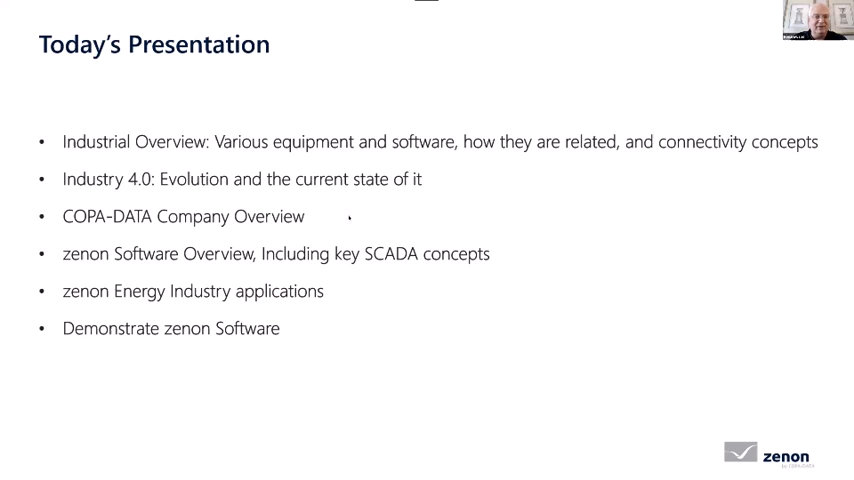 Today's Presentation
• Industrial Overview: Various equipment and software, how they are related, and connectivity concepts
• Industry 4.0: Evolution and the current state of it
• COPA-DATA Company Overview
• zenon Software Overview, Including key SCADA concepts
• zenon Energy Industry applications
• Demonstrate zenon Software
zenon
by COPA-DATA